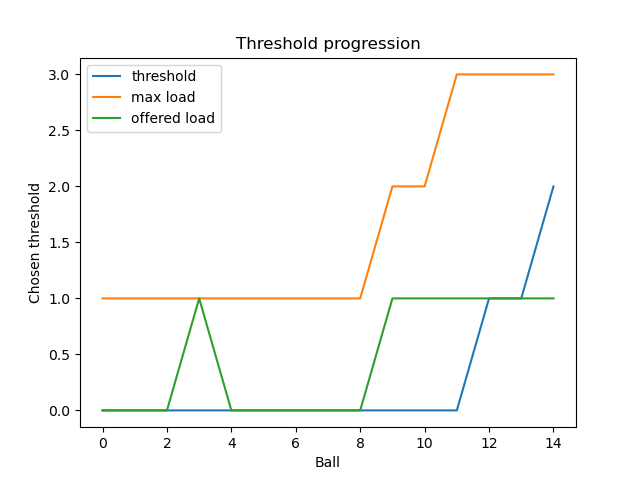 Threshold progression
threshold
max load
offered load
Chosen threshold
3.0
2.5
2.0
1.5
1.0
0.5
0.0
0 2 4 6 8 10 12 14
Ball